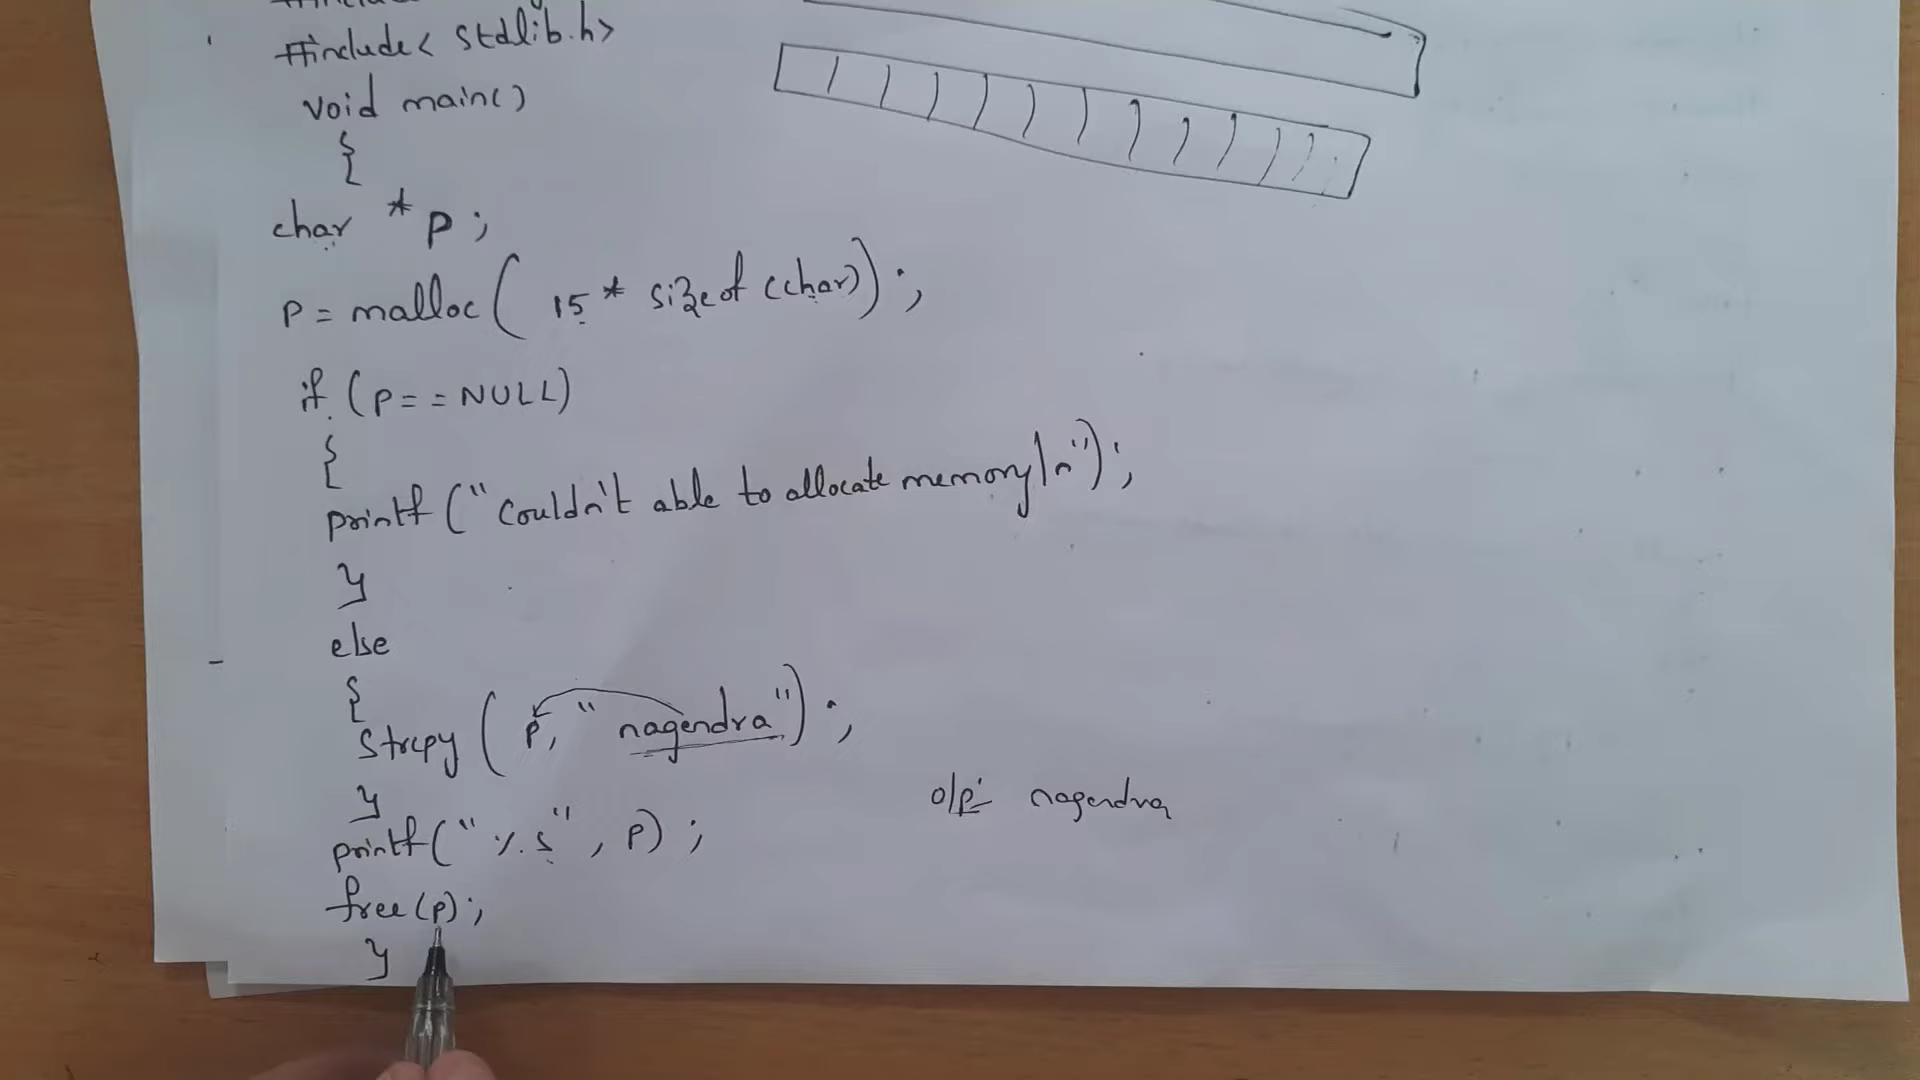 #include< stdlib.h>
void main()
{
char *p;
p = malloc( 15 * sizeof (char));
if (p==NULL)
{
printf ("Couldn't able to allocate memory\n");
}
else
{
strcpy (p, "nagendra");
}
printf("%s", p);
o/p:- nagendra
free(p);
}